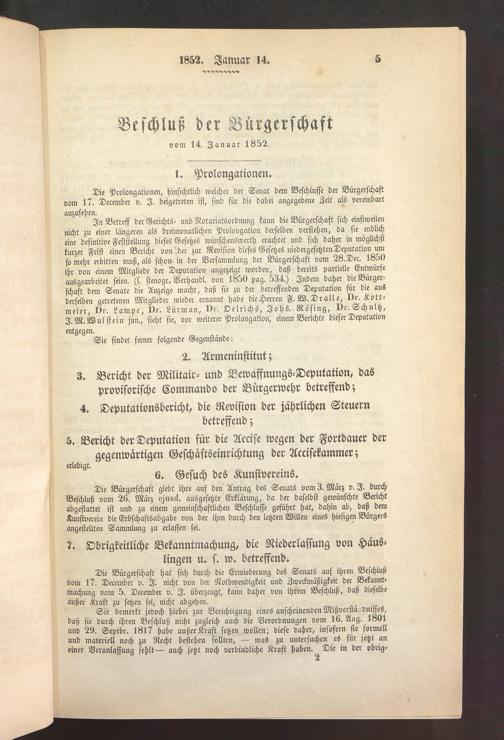 1852. Januar 14. 5
Beschluß der Bürgerschaft
vom 14. Januar 1852.
1. Prolongationen.
Die Prolongationen, hinsichtlich welcher der Senat dem Beschlusse der Bürgerschaft
vom 17. December v. J. beigetreten ist, sind für die dabei angegebene Zeit als vereinbart
anzusehen.
In Betreff der Gerichts- und Notariatsordnung kann die Bürgerschaft sich einstweilen
nicht zu einer längeren als dreimonatlichen Prolongation derselben verstehen, da sie endlich
eine definitive Feststellung dieses Gesetzes wünschenswerth erachtet und sich daher in möglichst
kurzer Frist einen Bericht von der zur Revision dieses Gesetzes niedergesetzten Deputation um
so mehr erbitten muß, als schon in der Versammlung der Bürgerschaft vom 28. Dec. 1850
ihr von einem Mitgliede der Deputation angezeigt worden, daß bereits partielle Entwürfe
ausgearbeitet seien. (S. stenogr. Verhandl. von 1850 pag. 534.) Indem daher die Bürger-
schaft dem Senate die Anzeige macht, daß sie zu der betreffenden Deputation für die aus
derselben getretenen Mitglieder wieder ernannt habe die Herren F. W. Dralle, Dr. Kott-
meier, Dr. Lampe, Dr. Lürman, Dr. Oelrichs, Johs. Rösing, Dr. Schultz,
J. M. Wulstein jun., sieht sie, vor weiterer Prolongation, einem Berichte dieser Deputation
entgegen.
Sie findet ferner folgende Gegenstände:
2. Armeninstitut;
3. Bericht der Militair- und Bewaffnungs-Deputation, das
provisorische Commando der Bürgerwehr betreffend;
4. Deputationsbericht, die Revision der jährlichen Steuern
betreffend;
5. Bericht der Deputation für die Accise wegen der Fortdauer der
gegenwärtigen Geschäftseinrichtung der Accisekammer;
erledigt.
6. Gesuch des Kunstvereins.
Die Bürgerschaft giebt ihre auf den Antrag des Senats vom 3. März v. J. durch
Beschluß vom 26. März ejusd. ausgesetzte Erklärung, da der daselbst gewünschte Bericht
abgestattet ist und zu einem gemeinschaftlichen Beschlusse geführt hat, dahin ab, daß dem
Kunstverein die Erbschaftsabgabe von der ihm durch den letzten Willen eines hiesigen Bürgers
angestellten Sammlung zu erlassen sei.
7. Obrigkeitliche Bekanntmachung, die Niederlassung von Häus-
lingen u. s. w. betreffend.
Die Bürgerschaft hat sich durch die Erwiederung des Senats auf ihren Beschluß
vom 17. December v. J. nicht von der Nothwendigkeit und Zweckmäßigkeit der Bekannt-
machung vom 5. December v. J. überzeugt, kann daher von ihrem Beschluß, daß dieselbe
außer Kraft zu setzen sei, nicht abgehen.
Sie bemerkt jedoch hiebei zur Berichtigung eines anscheinenden Mißverständnisses,
daß sie durch ihren Beschluß nicht zugleich auch die Verordnungen vom 16. Aug. 1801
und 29. Septbr. 1817 habe außer Kraft setzen wollen; diese daher, insofern sie formell
und materiell noch zu Recht bestehen sollten, — was zu untersuchen es für jetzt an
einer Veranlassung fehlt — auch jetzt noch verbindliche Kraft haben. Die in der obrig-
2